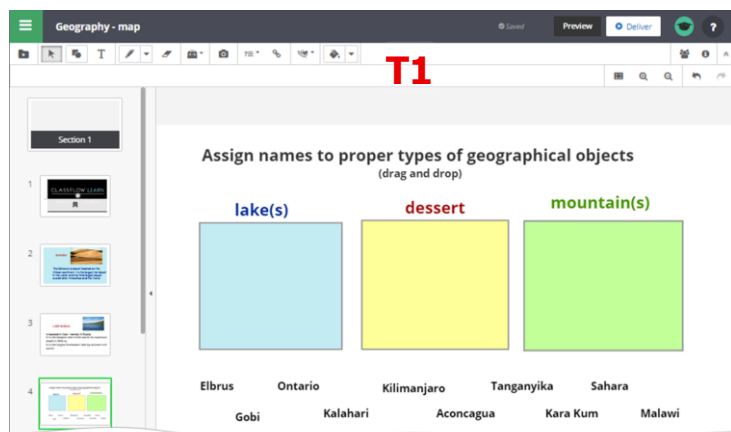 Geography - map
Saved
Preview
Deliver
?
T
T1
Section 1
1
CLASSFLOW LEARN
2
3
4
Assign names to proper types of geographical objects
(drag and drop)
lake(s) dessert mountain(s)
Elbrus Ontario Kilimanjaro Tanganyika Sahara
Gobi Kalahari Aconcagua Kara Kum Malawi